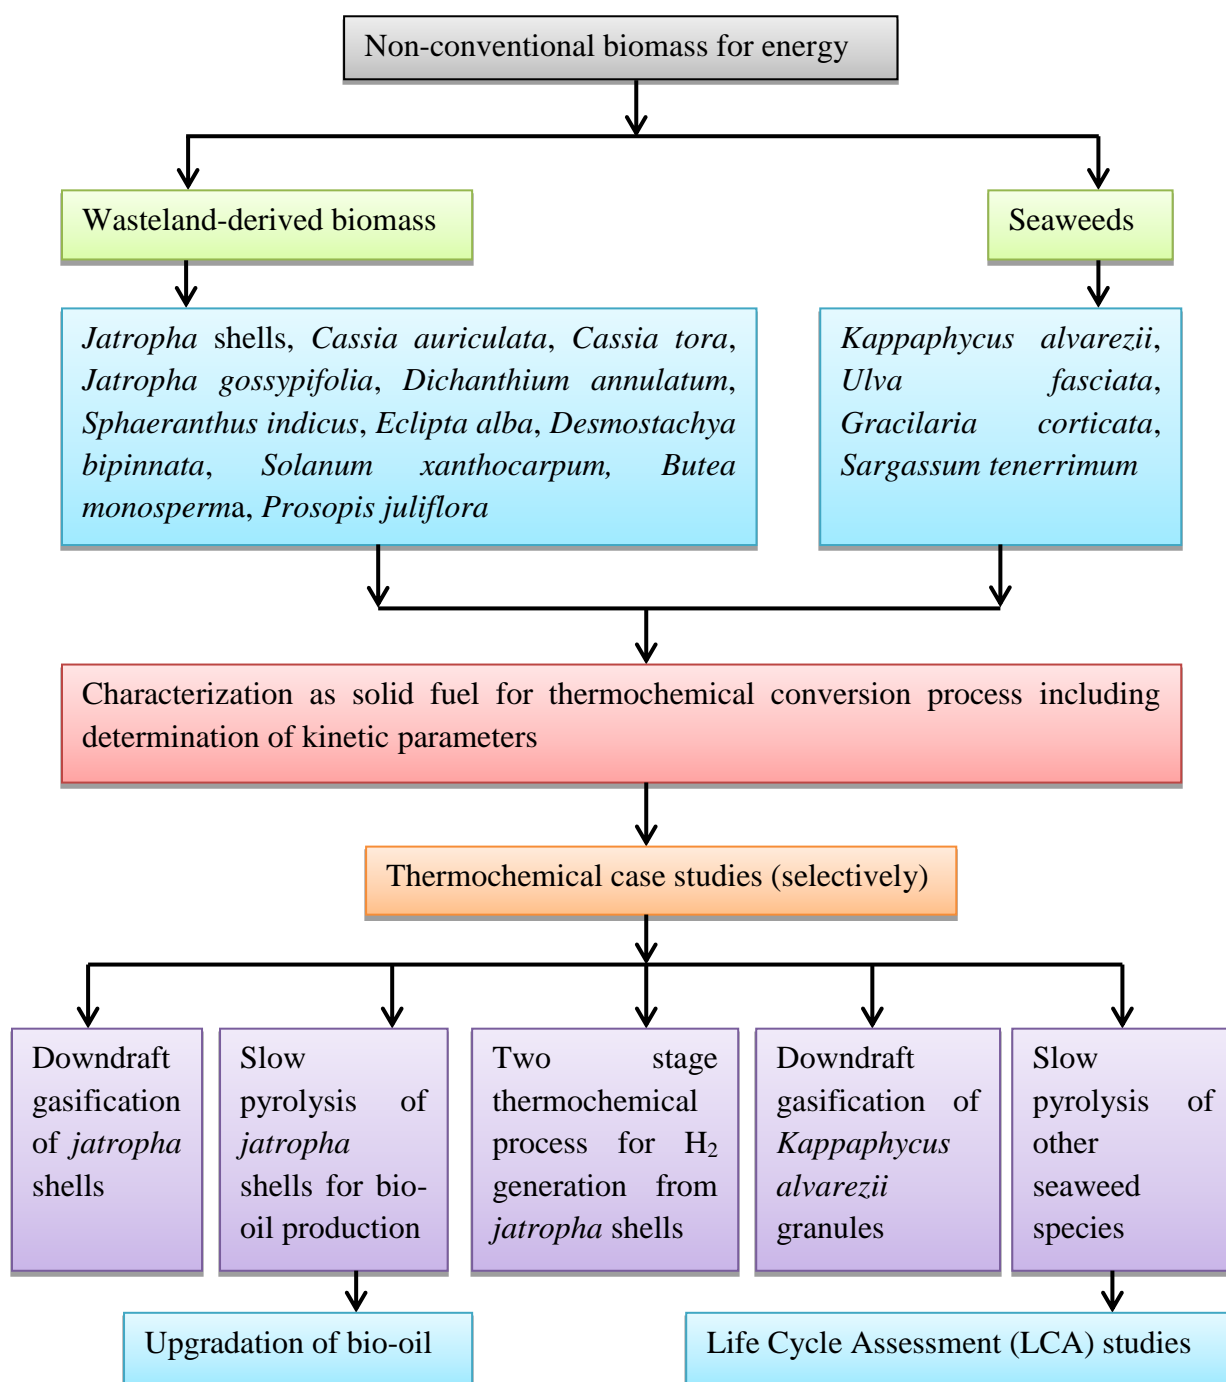 Non-conventional biomass for energy
Wasteland-derived biomass
Seaweeds
Jatropha shells, Cassia auriculata, Cassia tora,
Jatropha gossypifolia, Dichanthium annulatum,
Sphaeranthus indicus, Eclipta alba, Desmostachya
bipinnata, Solanum xanthocarpum, Butea
monosperma, Prosopis juliflora
Kappaphycus alvarezii,
Ulva fasciata,
Gracilaria corticata,
Sargassum tenerrimum
Characterization as solid fuel for thermochemical conversion process including
determination of kinetic parameters
Thermochemical case studies (selectively)
Downdraft
gasification
of jatropha
shells
Slow
pyrolysis of
jatropha
shells for bio-
oil production
Two stage
thermochemical
process for H₂
generation from
jatropha shells
Downdraft
gasification of
Kappaphycus
alvarezii
granules
Slow
pyrolysis of
other
seaweed
species
Upgradation of bio-oil
Life Cycle Assessment (LCA) studies